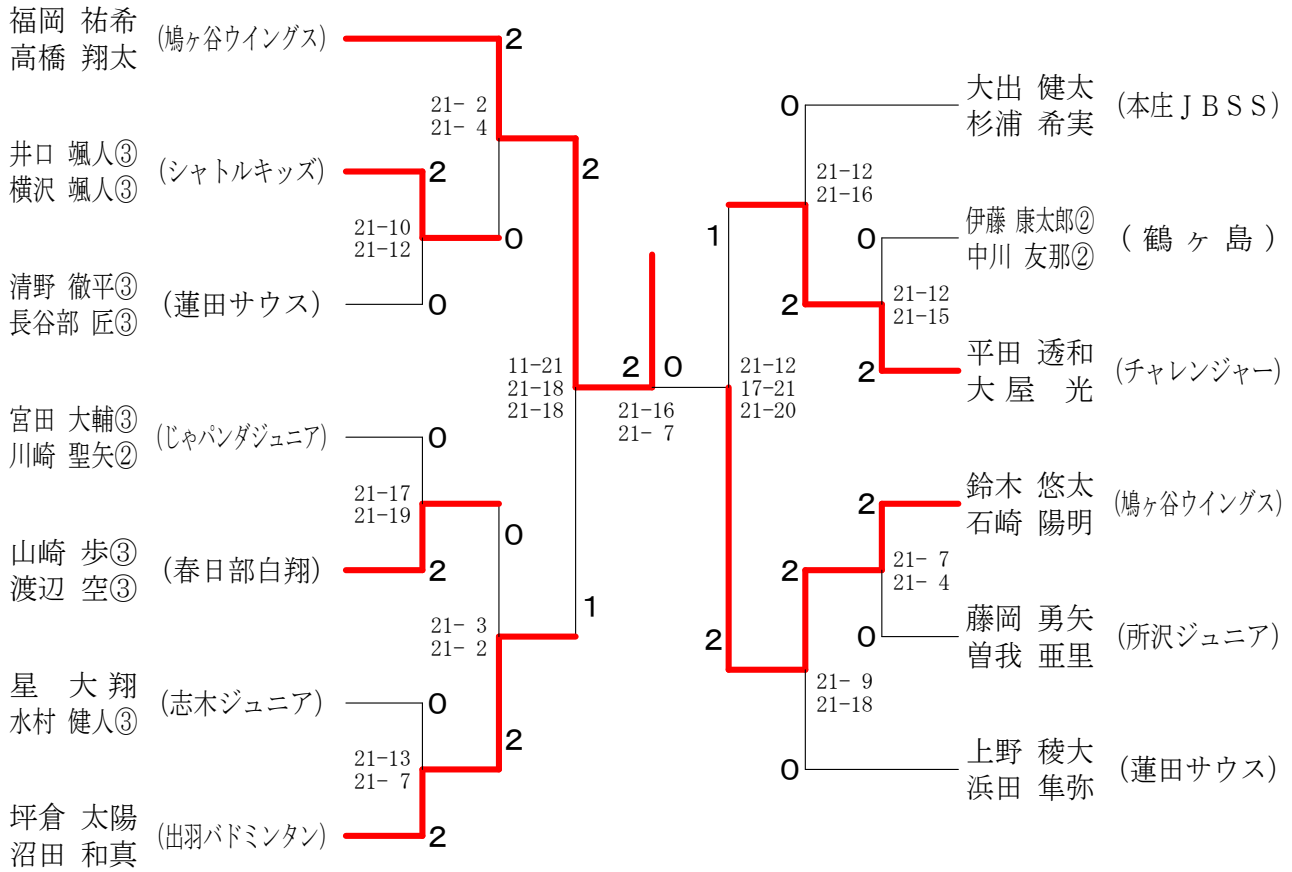 福岡 祐希
高橋 翔太
(鳩ヶ谷ウイングス)
2
21- 2
21- 4
井口 颯人③
横沢 颯人③
(シャトルキッズ)
2
2
21-10
21-12
0
清野 徹平③
長谷部 匠③
(蓮田サウス)
0
11-21
21-18
21-18
宮田 大輔③
川崎 聖矢②
(じゃパンダジュニア)
0
21-17
21-19
0
山崎 歩③
渡辺 空③
(春日部白翔)
2
1
21- 3
21- 2
星 大翔
水村 健人③
(志木ジュニア)
0
2
21-13
21- 7
坪倉 太陽
沼田 和真
(出羽バドミンタン)
2
2 0
21-16
21- 7
0
大出 健太
杉浦 希実
(本庄ＪＢＳＳ)
21-12
21-16
1
0
伊藤 康太郎②
中川 友那②
(鶴ヶ島)
2
21-12
21-15
2
平田 透和
大屋 光
(チャレンジャー)
21-12
17-21
21-20
2
鈴木 悠太
石崎 陽明
(鳩ヶ谷ウイングス)
2
21- 7
21- 4
2
0
藤岡 勇矢
曽我 亜里
(所沢ジュニア)
21- 9
21-18
0
上野 稜大
浜田 隼弥
(蓮田サウス)